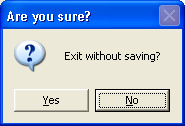 Are you sure?
Exit without saving?
Yes
No